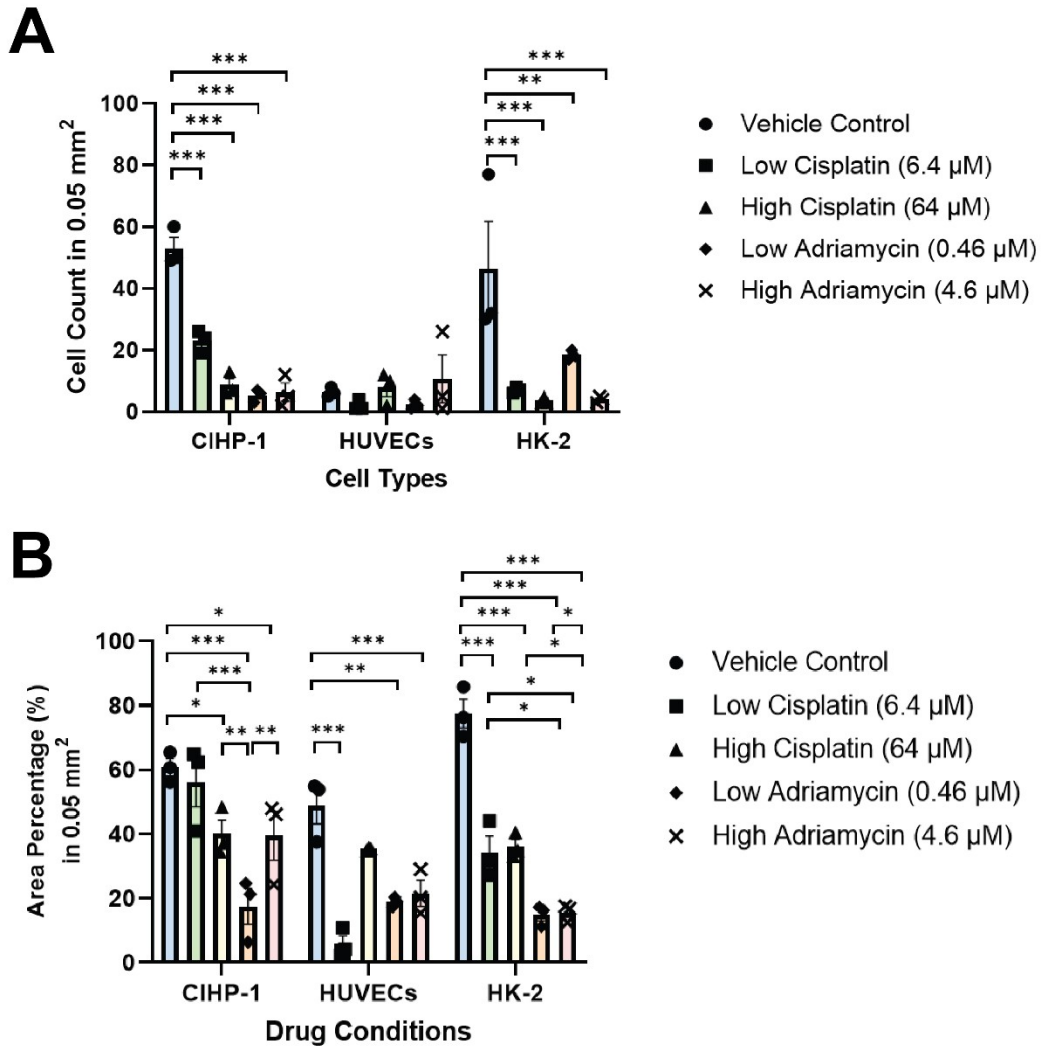 A
***
***
***
***
***
**
***
***
100
80
60
40
20
0
Cell Count in 0.05 mm²
CIHP-1
HUVECs
HK-2
Cell Types
Vehicle Control
Low Cisplatin (6.4 µM)
High Cisplatin (64 µM)
Low Adriamycin (0.46 µM)
High Adriamycin (4.6 µM)
B
*
***
***
*
**
**
***
**
***
***
***
***
*
***
*
*
*
100
80
60
40
20
0
Area Percentage (%)
in 0.05 mm²
CIHP-1
HUVECs
HK-2
Drug Conditions
Vehicle Control
Low Cisplatin (6.4 µM)
High Cisplatin (64 µM)
Low Adriamycin (0.46 µM)
High Adriamycin (4.6 µM)